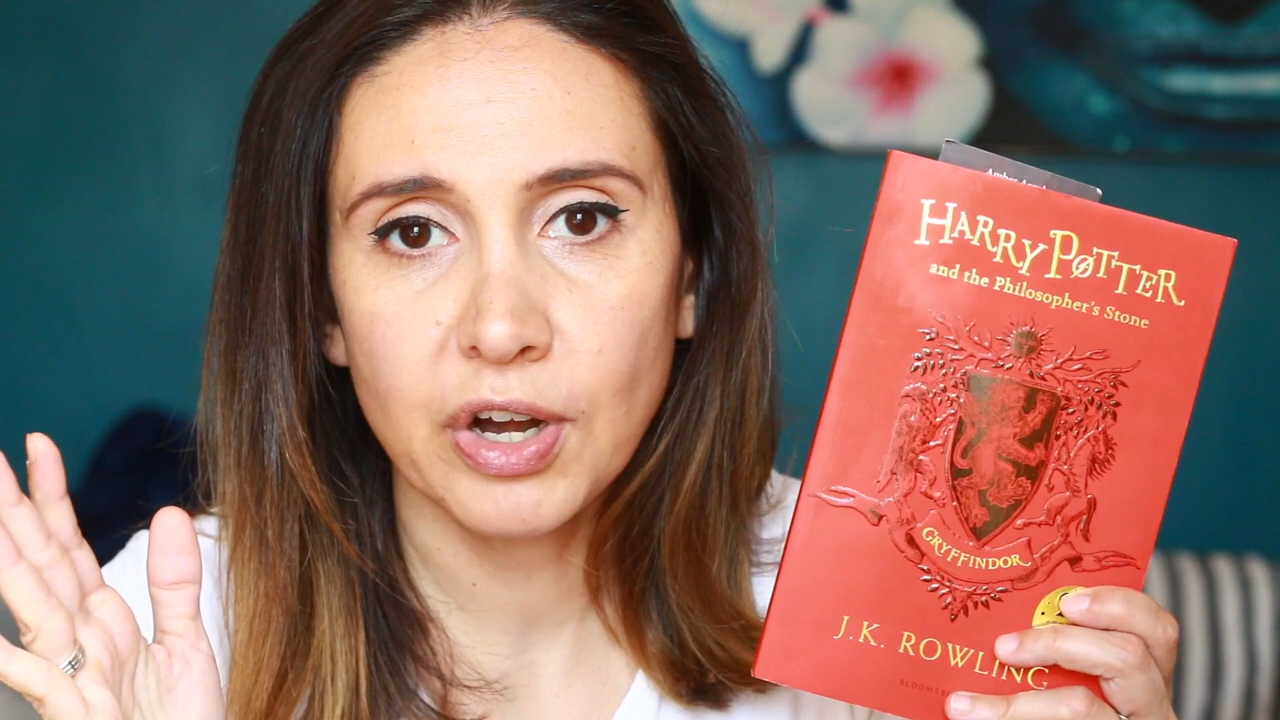 HARRY POTTER
and the Philosopher's Stone
GRYFFINDOR
J.K. ROWLING